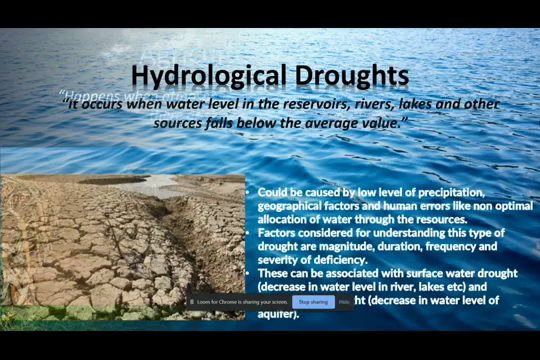 Hydrological Droughts
"Happens when
"It occurs when water level in the reservoirs, rivers, lakes and other
sources falls below the average value."
• Could be caused by low level of precipitation,
geographical factors and human errors like non optimal
allocation of water through the resources.
• Factors considered for understanding this type of
drought are magnitude, duration, frequency and
severity of deficiency.
• These can be associated with surface water drought
(decrease in water level in river, lakes etc) and
Loom for Chrome is sharing your screen. Stop sharing Hide
ht (decrease in water level of
aquifer).